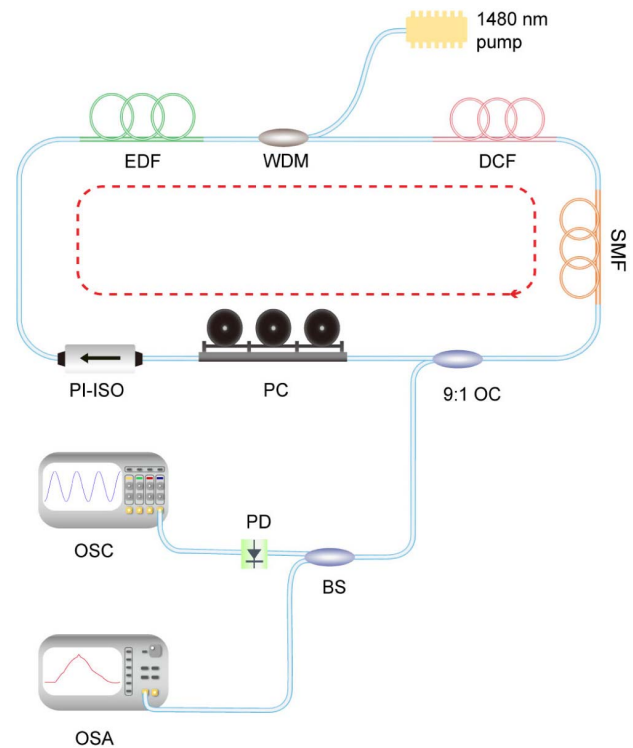 1480 nm
pump
EDF
WDM
DCF
SMF
PI-ISO
PC
9:1 OC
OSC
PD
BS
OSA